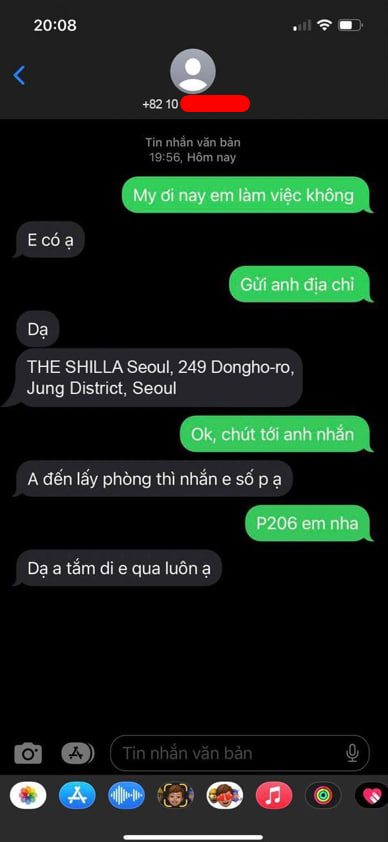 20:08
+82 10
Tin nhắn văn bản
19:56, Hôm nay
My ơi nay em làm việc không
E có ạ
Gửi anh địa chỉ
Dạ
THE SHILLA Seoul, 249 Dongho-ro,
Jung District, Seoul
Ok, chút tới anh nhắn
A đến lấy phòng thì nhắn e số p ạ
P206 em nha
Dạ a tắm di e qua luôn ạ
Tin nhắn văn bản